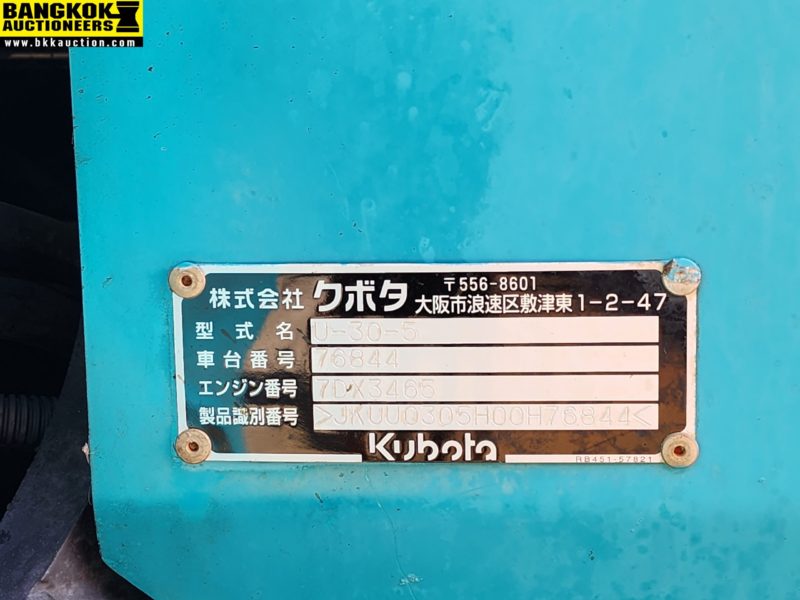 BANGKOK
AUCTIONEERS
www.bkkauction.com
株式会社 クボタ 〒556-8601
大阪市浪速区敷津東1-2-47
型式名 U-30-5
車台番号 76844
エンジン番号 7DX3465
製品識別番号 >JKUU0305H00H76844<
Kubota
RB451-57821